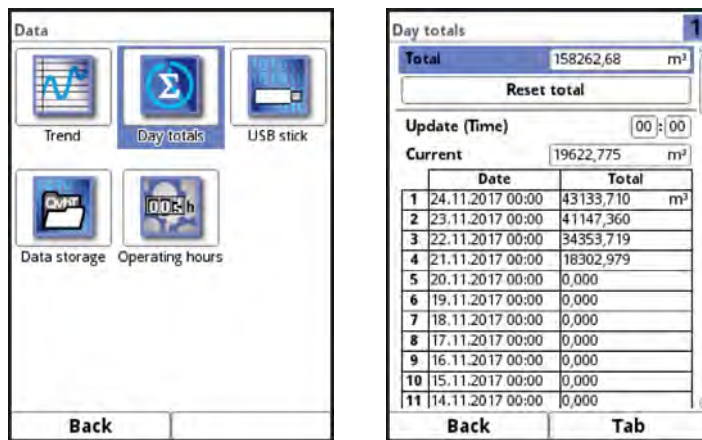 Data
Trend
Day totals
USB stick
Data storage
Operating hours
Back
Day totals
1
Total 158262,68 m³
Reset total
Update (Time) 00 : 00
Current 19622,775 m³
Date Total
1 24.11.2017 00:00 43133,710 m³
2 23.11.2017 00:00 41147,360
3 22.11.2017 00:00 34353,719
4 21.11.2017 00:00 18302,979
5 20.11.2017 00:00 0,000
6 19.11.2017 00:00 0,000
7 18.11.2017 00:00 0,000
8 17.11.2017 00:00 0,000
9 16.11.2017 00:00 0,000
10 15.11.2017 00:00 0,000
11 14.11.2017 00:00 0,000
Back Tab